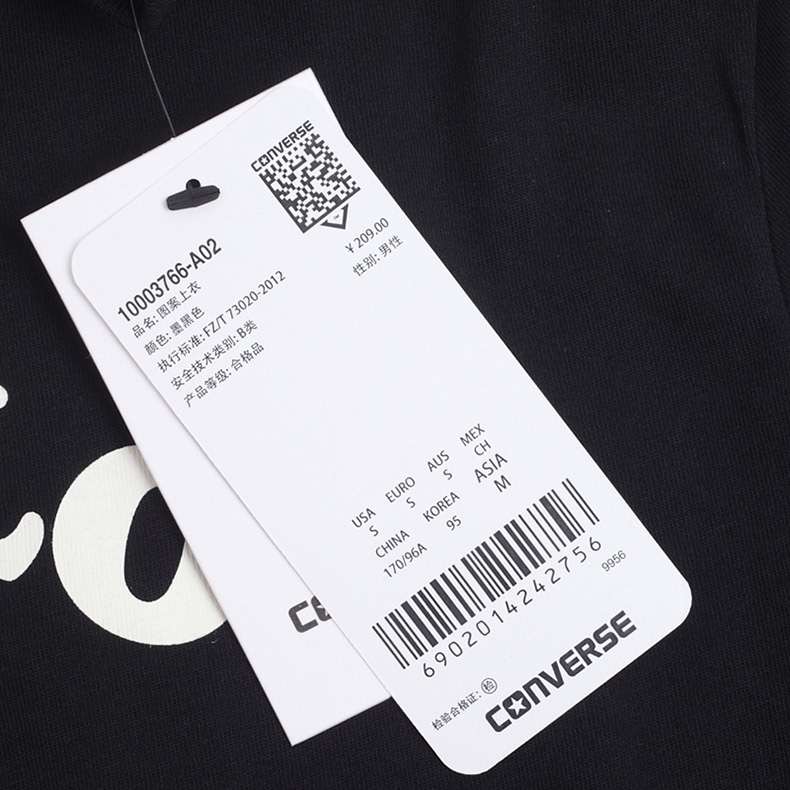 CONVERSE
¥ 209.00
性别: 男性
10003766-A02
品名: 图案上衣
颜色: 墨黑色
执行标准: FZ/T 73020-2012
安全技术类别: B类
产品等级: 合格品
USA EURO AUS MEX
S S S CH
CHINA KOREA ASIA
170/96A 95 M
6902014242756
9956
检验合格证: 检
CONVERSE